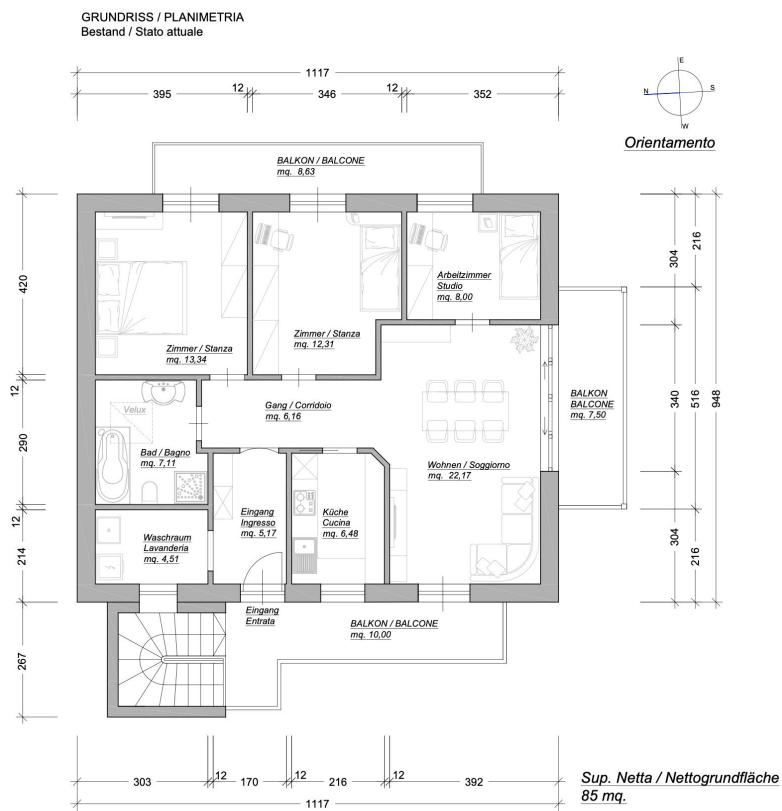 GRUNDRISS / PLANIMETRIA
Bestand / Stato attuale
E
N
S
W
Orientamento
1117
395
12
346
12
352
BALKON / BALCONE
mq. 8,63
420
12
290
12
214
267
Zimmer / Stanza
mq. 13,34
Zimmer / Stanza
mq. 12,31
Arbeitzimmer
Studio
mq. 8,00
Velux
Bad / Bagno
mq. 7,11
Gang / Corridoio
mq. 6,16
Wohnen / Soggiorno
mq. 22,17
BALKON
BALCONE
mq. 7,50
304
340
304
216
516
216
948
Waschraum
Lavanderia
mq. 4,51
Eingang
Ingresso
mq. 5,17
Küche
Cucina
mq. 6,48
Eingang
Entrata
BALKON / BALCONE
mq. 10,00
303
12
170
12
216
12
392
1117
Sup. Netta / Nettogrundfläche
85 mq.